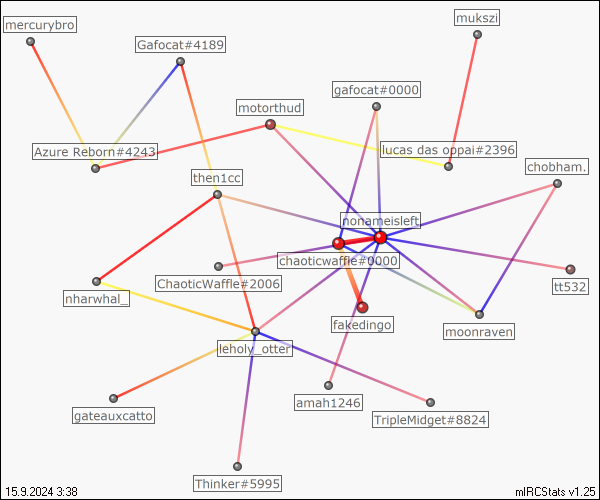 mercurybro
mukszi
Gafocat#4189
gafocat#0000
motorthud
Azure Reborn#4243
lucas das oppai#2396
chobham.
then1cc
nonameisleft
chaoticwaffle#0000
ChaoticWaffle#2006
tt532
nharwhal_
fakedingo
moonraven
leholy_otter
amah1246
gateauxcatto
TripleMidget#8824
Thinker#5995
15.9.2024 3:38
mIRCStats v1.25